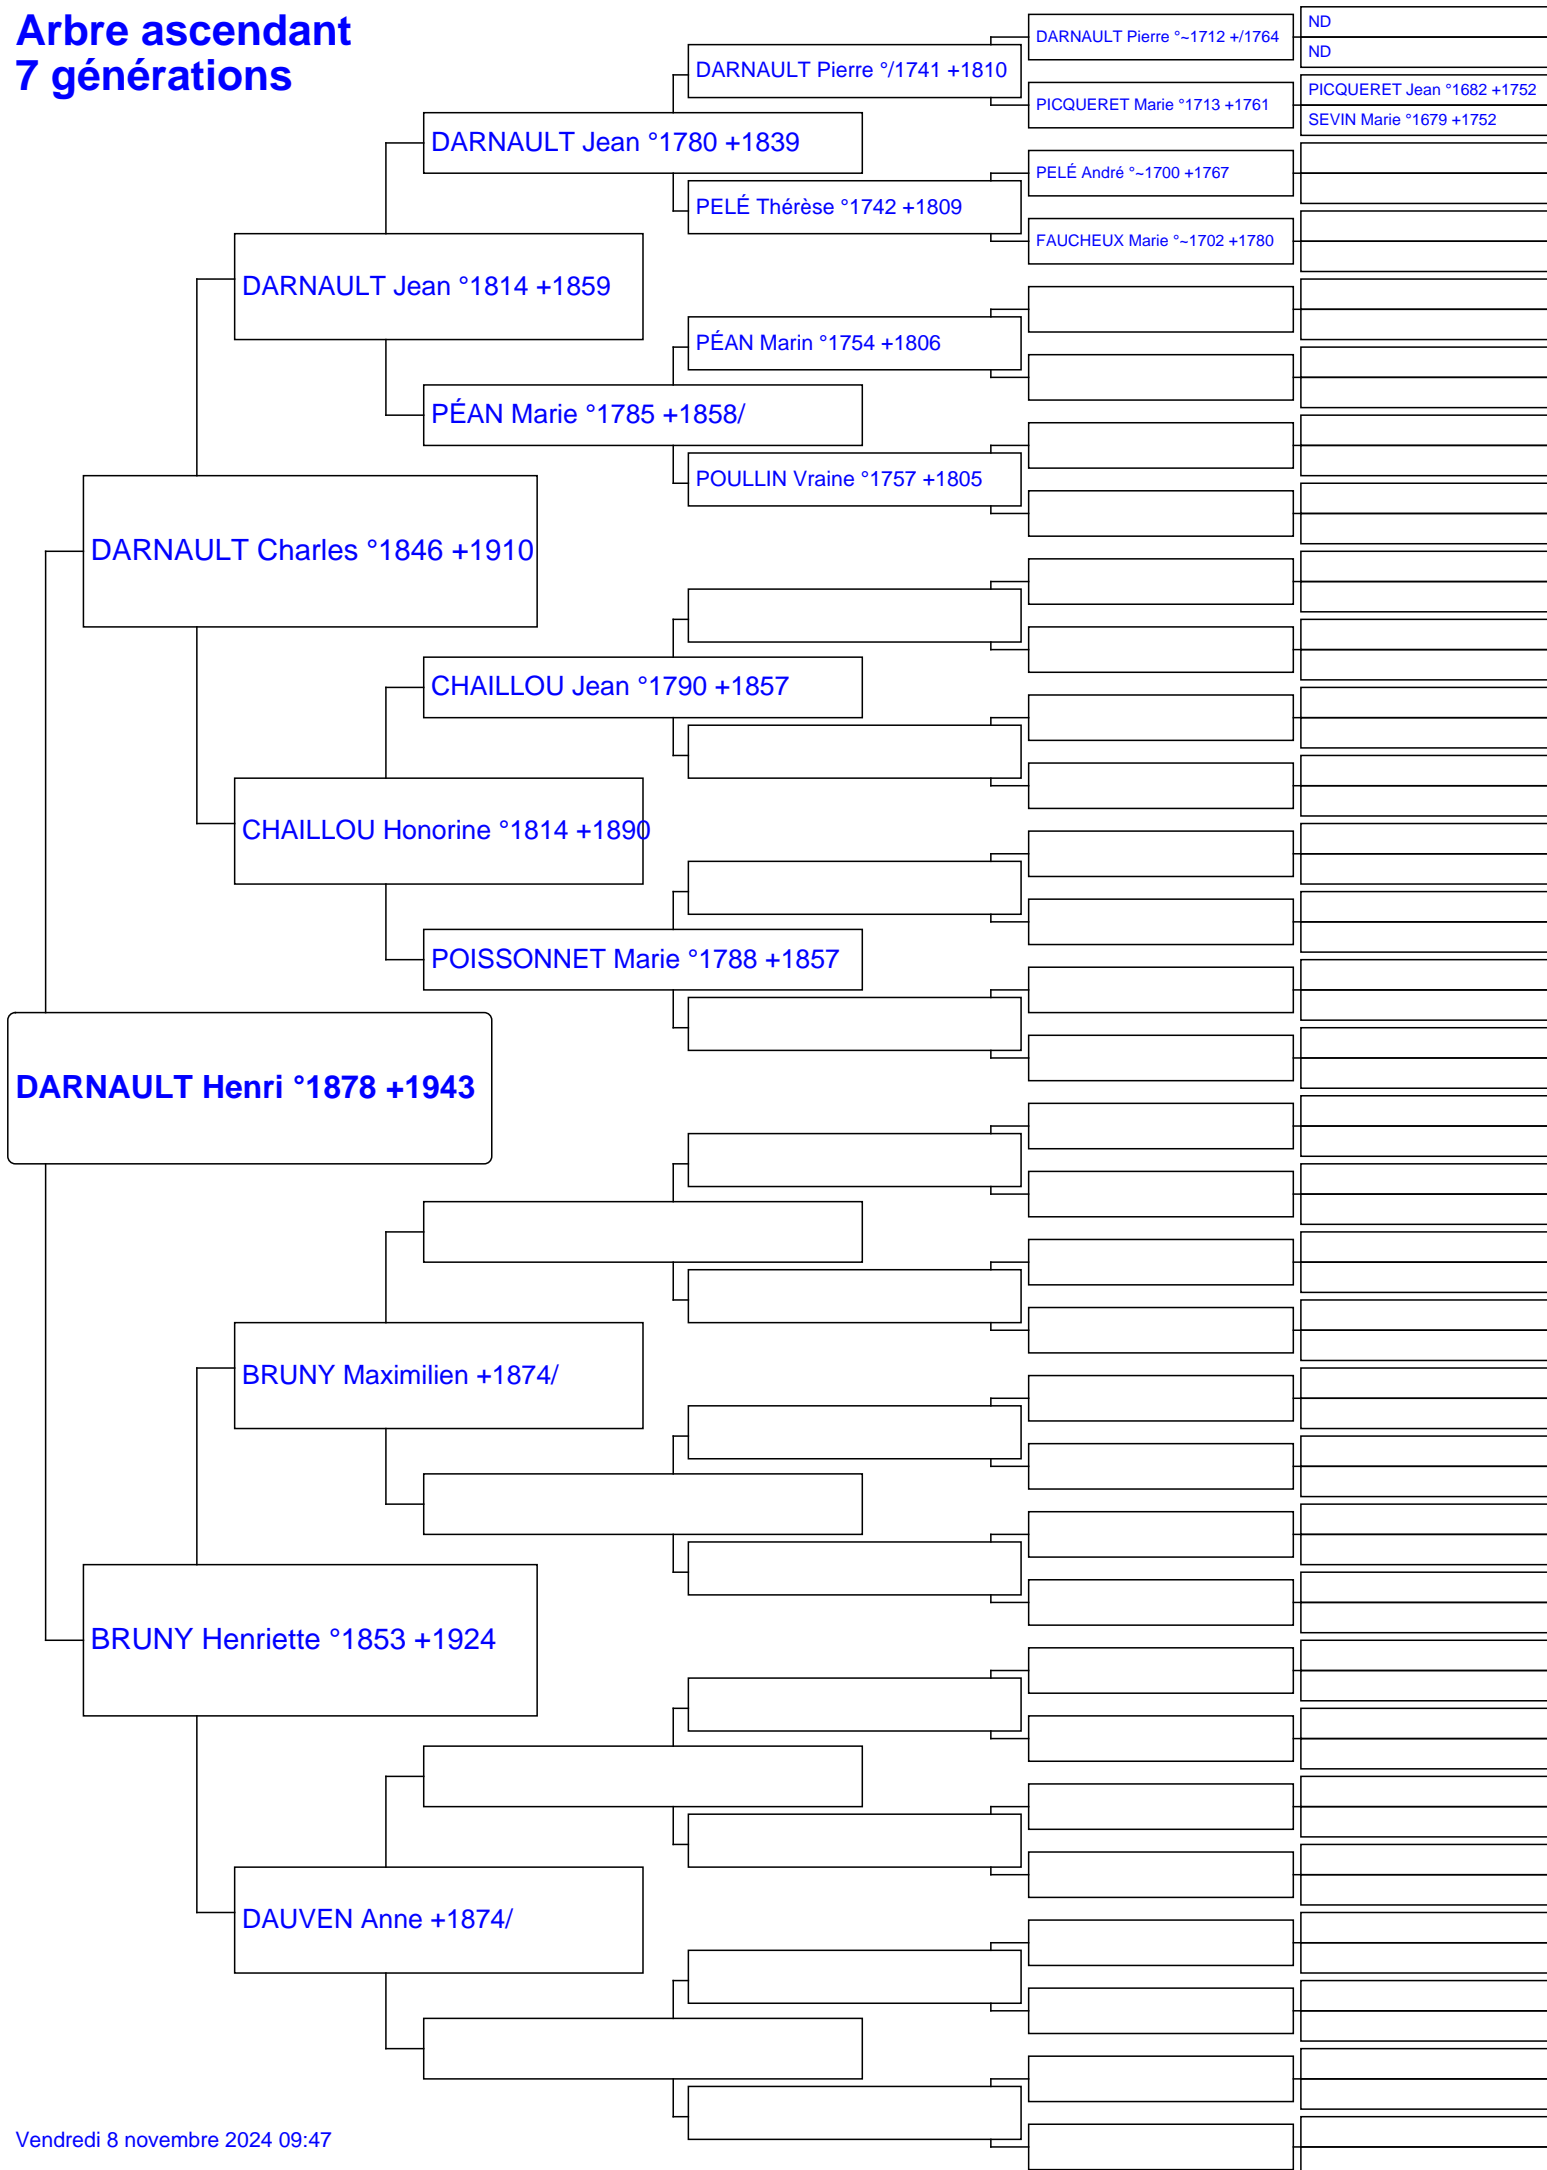 Arbre ascendant
7 générations
DARNAULT Henri °1878 +1943
DARNAULT Charles °1846 +1910
BRUNY Henriette °1853 +1924
DARNAULT Jean °1814 +1859
CHAILLOU Honorine °1814 +1890
BRUNY Maximilien +1874/
DAUVEN Anne +1874/
DARNAULT Jean °1780 +1839
PÉAN Marie °1785 +1858/
CHAILLOU Jean °1790 +1857
POISSONNET Marie °1788 +1857
DARNAULT Pierre °/1741 +1810
PELÉ Thérèse °1742 +1809
PÉAN Marin °1754 +1806
POULLIN Vraine °1757 +1805
DARNAULT Pierre °~1712 +/1764
PICQUERET Marie °1713 +1761
PELÉ André °~1700 +1767
FAUCHEUX Marie °~1702 +1780
ND
ND
PICQUERET Jean °1682 +1752
SEVIN Marie °1679 +1752
Vendredi 8 novembre 2024 09:47